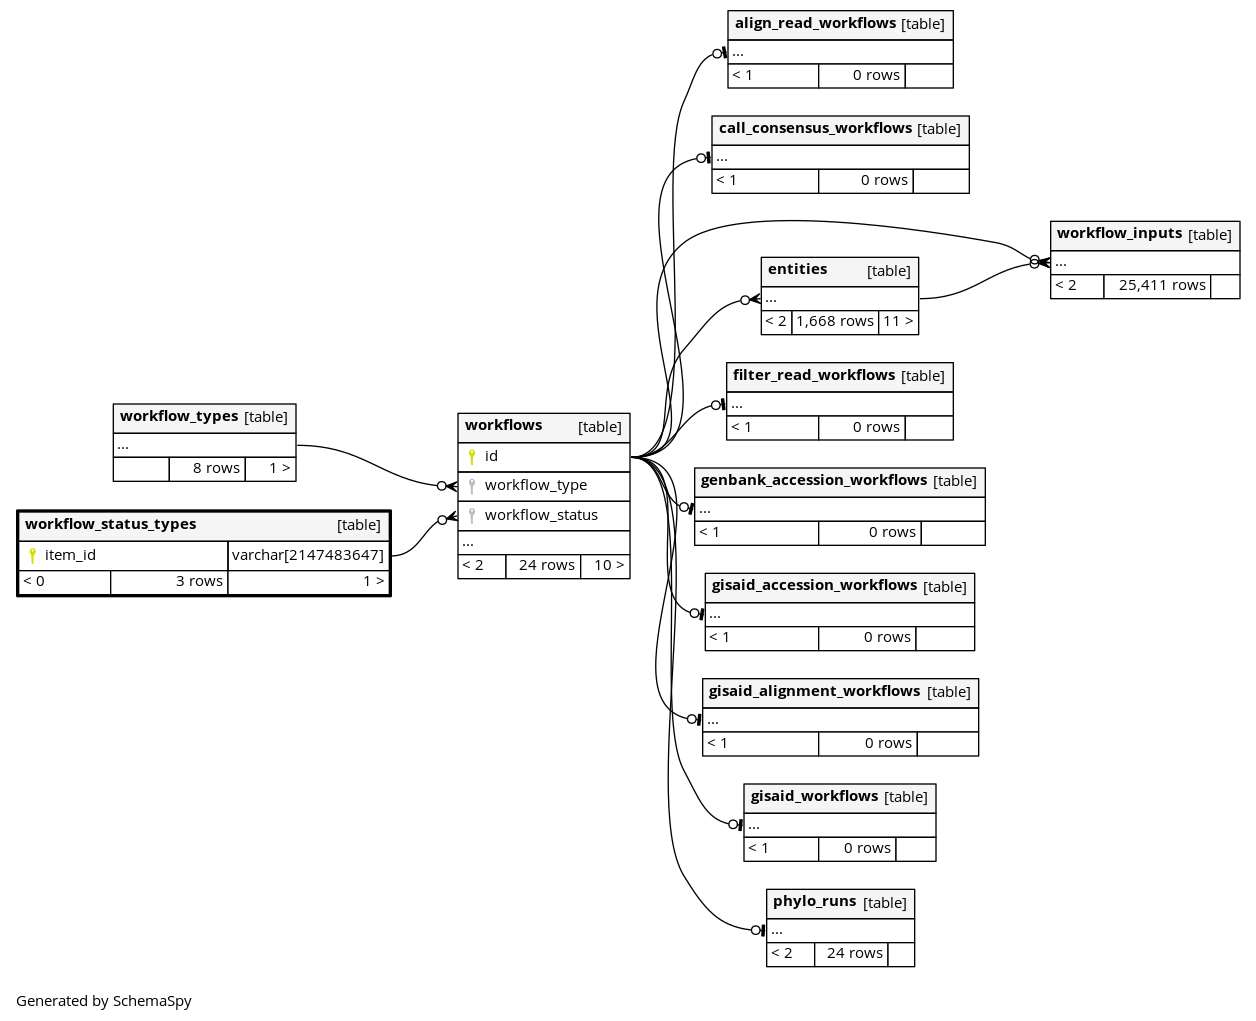 align_read_workflows [table]
...
< 1 0 rows
call_consensus_workflows [table]
...
< 1 0 rows
workflow_inputs [table]
...
< 2 25,411 rows
entities [table]
...
< 2 1,668 rows 11 >
filter_read_workflows [table]
...
< 1 0 rows
workflow_types [table]
...
8 rows 1 >
workflows [table]
id
workflow_type
workflow_status
...
< 2 24 rows 10 >
workflow_status_types [table]
item_id varchar[2147483647]
< 0 3 rows 1 >
genbank_accession_workflows [table]
...
< 1 0 rows
gisaid_accession_workflows [table]
...
< 1 0 rows
gisaid_alignment_workflows [table]
...
< 1 0 rows
gisaid_workflows [table]
...
< 1 0 rows
phylo_runs [table]
...
< 2 24 rows
Generated by SchemaSpy